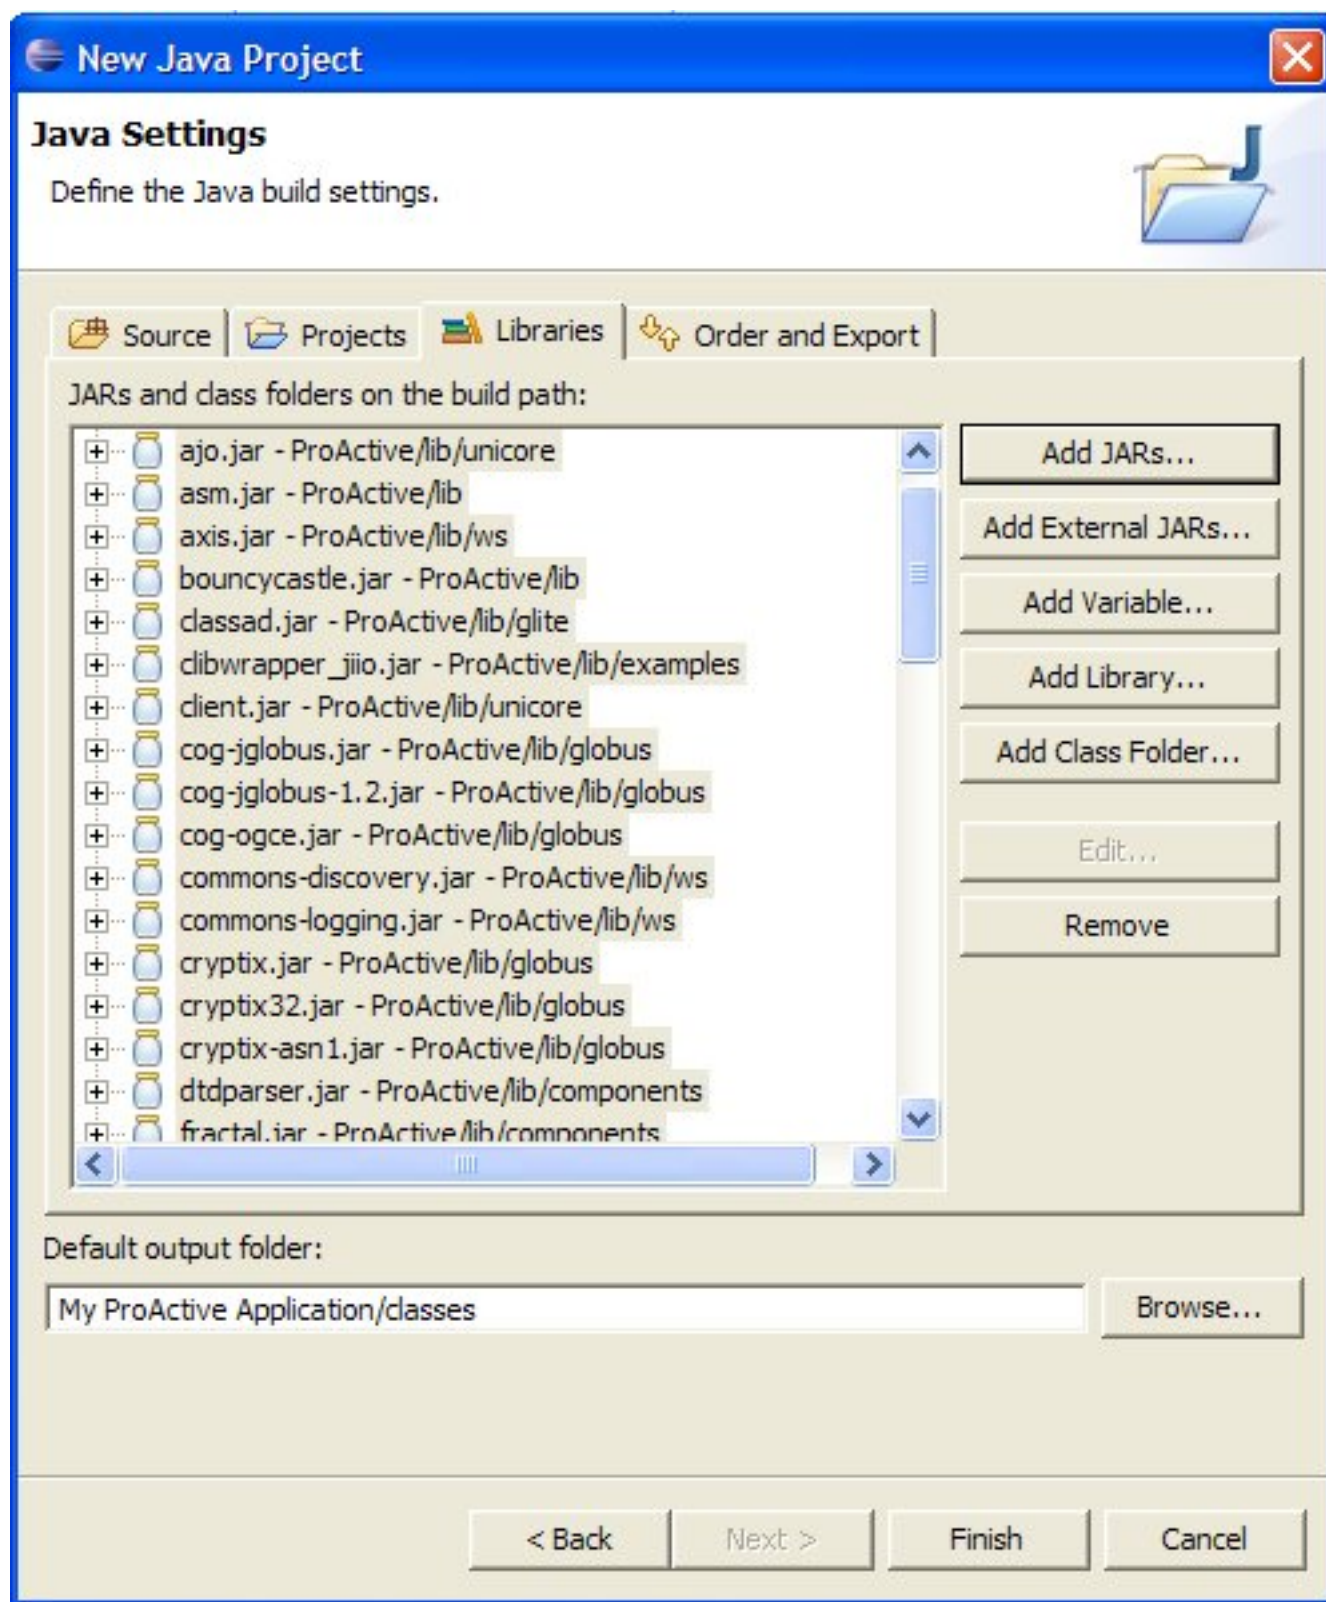 New Java Project
Java Settings
Define the Java build settings.
Source Projects Libraries Order and Export
JARs and class folders on the build path:
ajo.jar - ProActive/lib/unicore
asm.jar - ProActive/lib
axis.jar - ProActive/lib/ws
bouncycastle.jar - ProActive/lib
classad.jar - ProActive/lib/glite
clibwrapper_jiio.jar - ProActive/lib/examples
client.jar - ProActive/lib/unicore
cog-jglobus.jar - ProActive/lib/globus
cog-jglobus-1.2.jar - ProActive/lib/globus
cog-ogce.jar - ProActive/lib/globus
commons-discovery.jar - ProActive/lib/ws
commons-logging.jar - ProActive/lib/ws
cryptix.jar - ProActive/lib/globus
cryptix32.jar - ProActive/lib/globus
cryptix-asn1.jar - ProActive/lib/globus
dtdparser.jar - ProActive/lib/components
fractal.jar - ProActive/lib/components
Add JARs...
Add External JARs...
Add Variable...
Add Library...
Add Class Folder...
Edit...
Remove
Default output folder:
My ProActive Application/classes
Browse...
< Back
Next >
Finish
Cancel